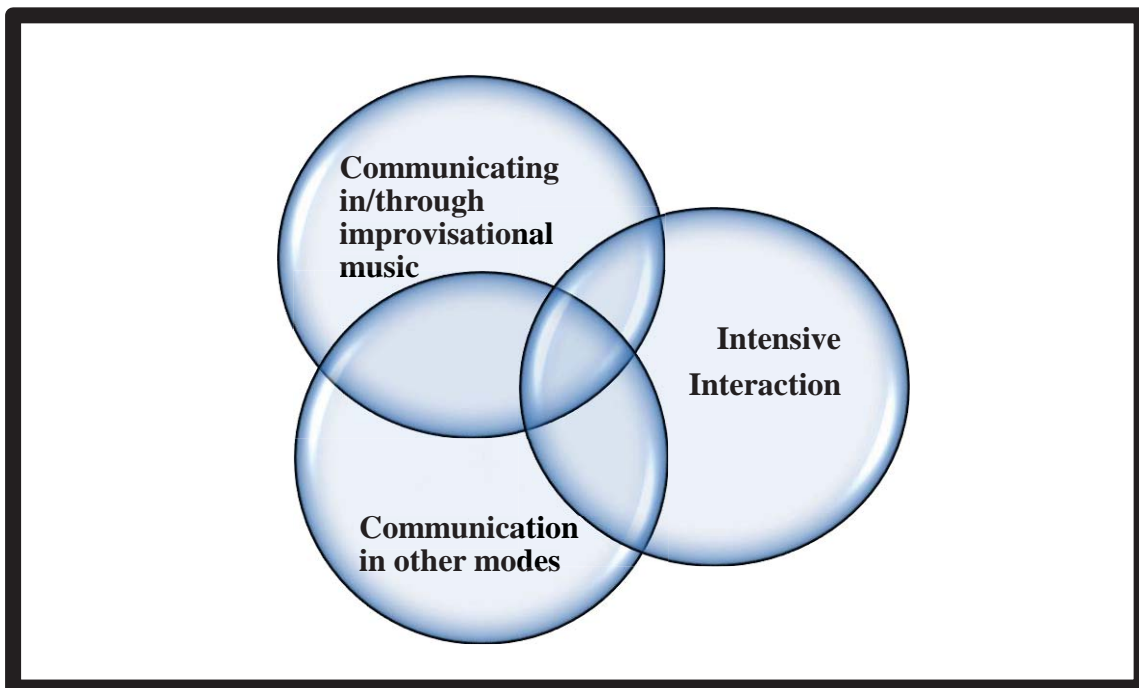 Communicating
in/through
improvisational
music
Intensive
Interaction
Communication
in other modes